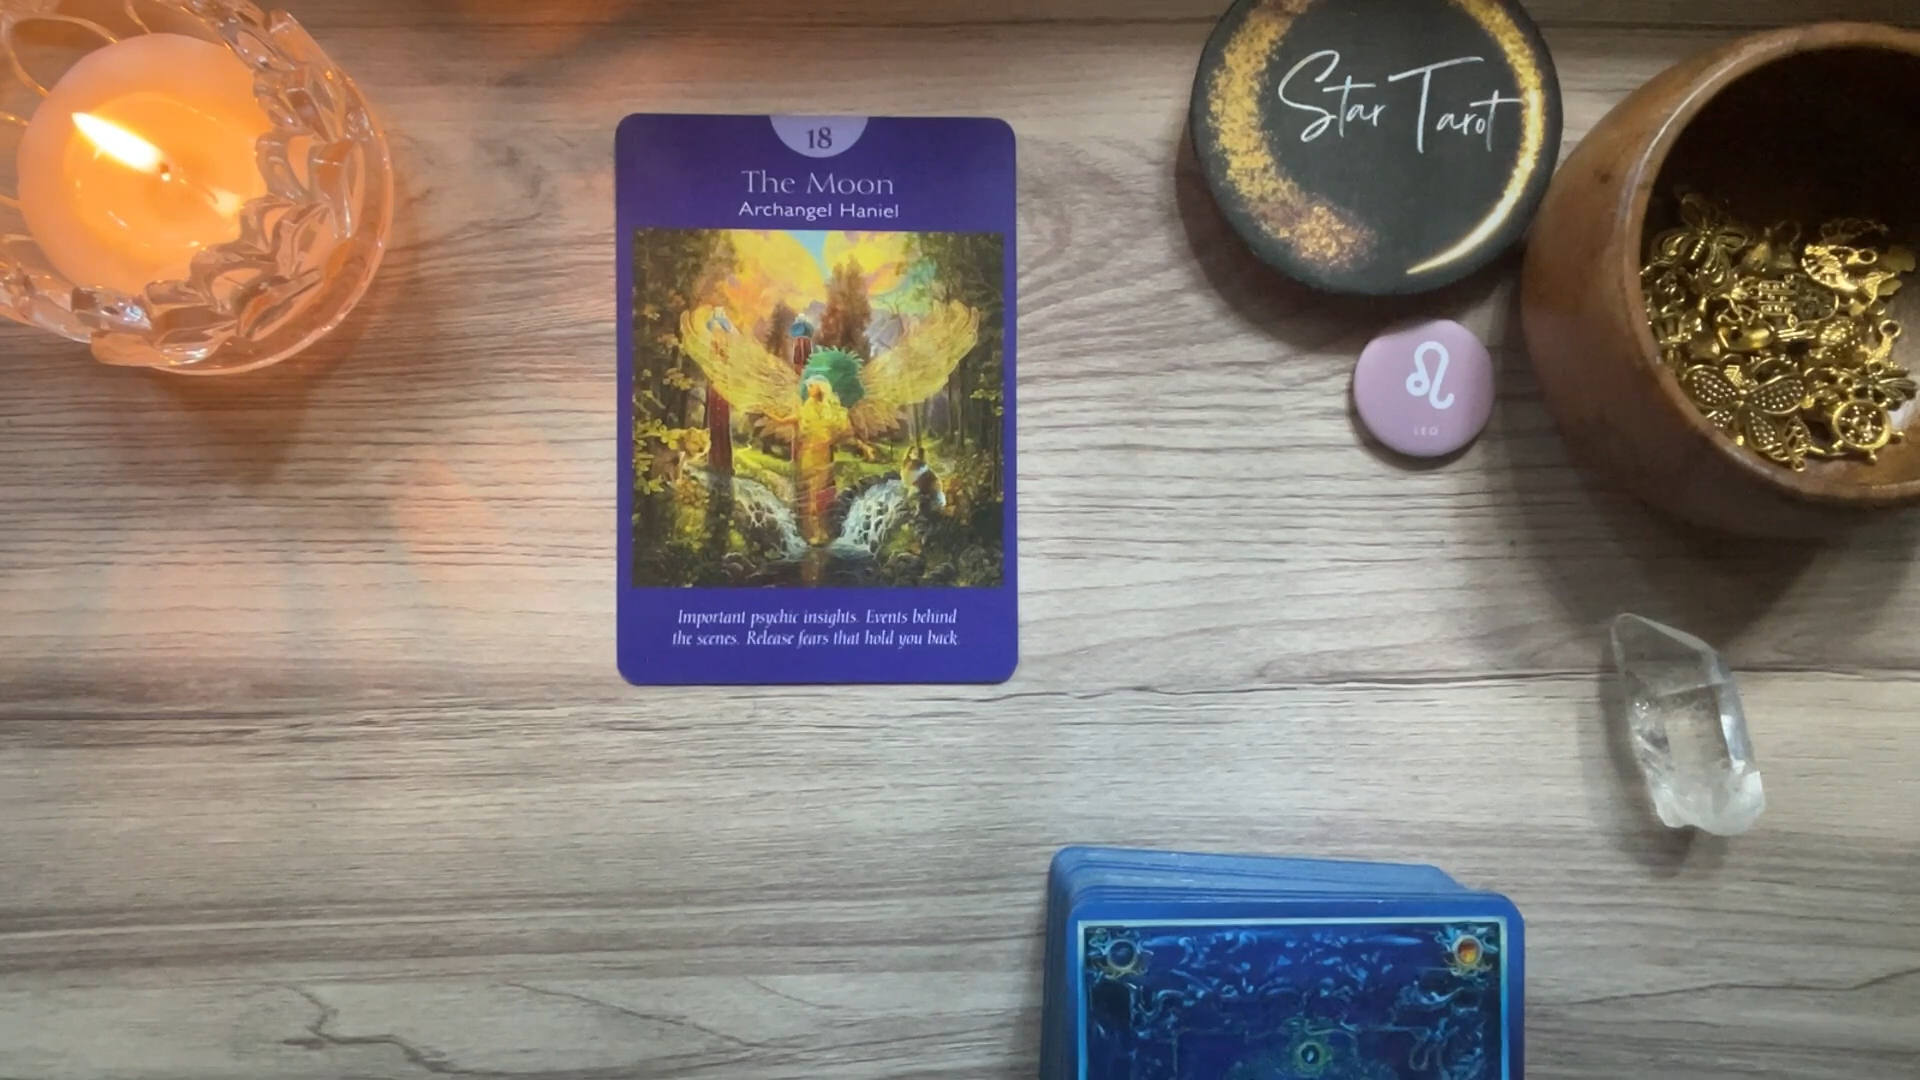 18
The Moon
Archangel Haniel
Important psychic insights. Events behind
the scenes. Release fears that hold you back.
Star Tarot
LEO